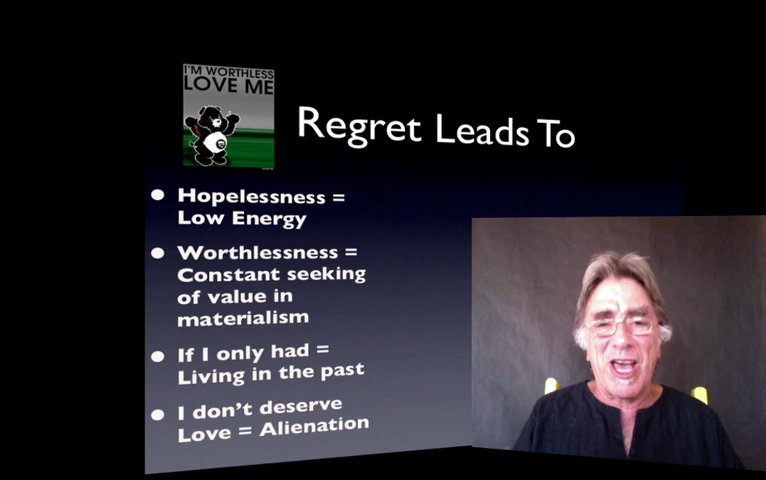 I'M WORTHLESS
LOVE ME
Regret Leads To
Hopelessness =
Low Energy
Worthlessness =
Constant seeking
of value in
materialism
If I only had =
Living in the past
I don't deserve
Love = Alienation